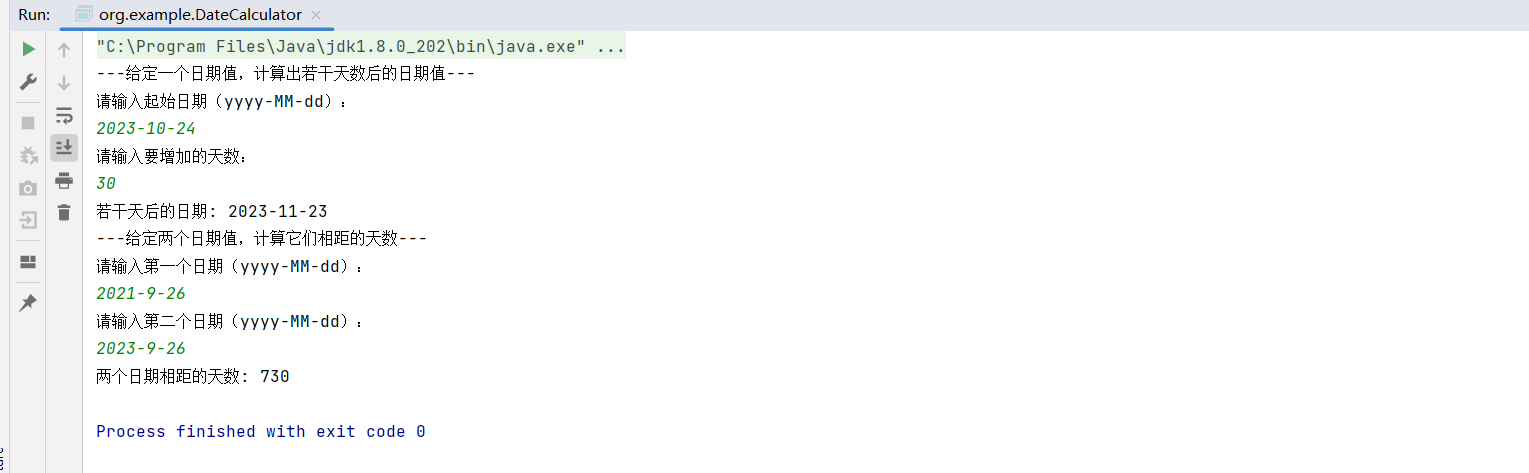 Run: org.example.DateCalculator
"C:\Program Files\Java\jdk1.8.0_202\bin\java.exe" ...
---给定一个日期值，计算出若干天数后的日期值---
请输入起始日期（yyyy-MM-dd）：
2023-10-24
请输入要增加的天数：
30
若干天后的日期: 2023-11-23
---给定两个日期值，计算它们相距的天数---
请输入第一个日期（yyyy-MM-dd）：
2021-9-26
请输入第二个日期（yyyy-MM-dd）：
2023-9-26
两个日期相距的天数: 730
Process finished with exit code 0